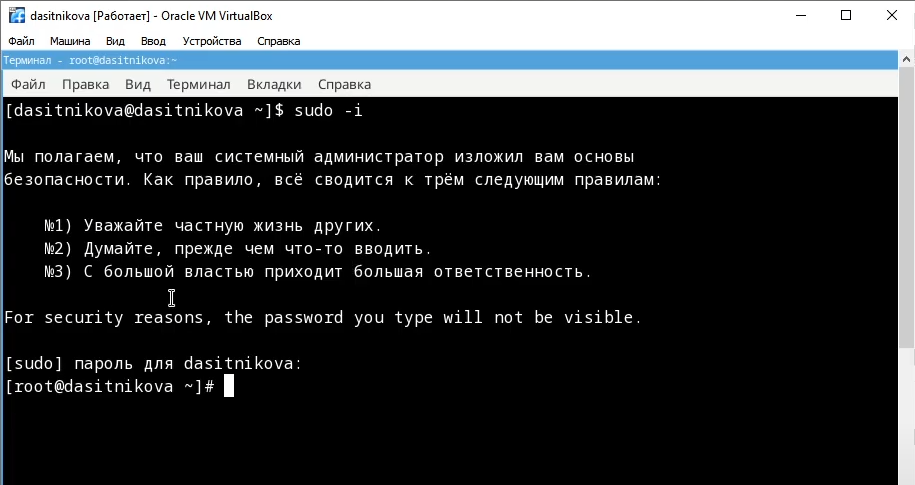 dasitnikova [Работает] - Oracle VM VirtualBox
Файл Машина Вид Ввод Устройства Справка
Терминал - root@dasitnikova:~
Файл Правка Вид Терминал Вкладки Справка
[dasitnikova@dasitnikova ~]$ sudo -i
Мы полагаем, что ваш системный администратор изложил вам основы
безопасности. Как правило, всё сводится к трём следующим правилам:
№1) Уважайте частную жизнь других.
№2) Думайте, прежде чем что-то вводить.
№3) С большой властью приходит большая ответственность.
For security reasons, the password you type will not be visible.
[sudo] пароль для dasitnikova:
[root@dasitnikova ~]#